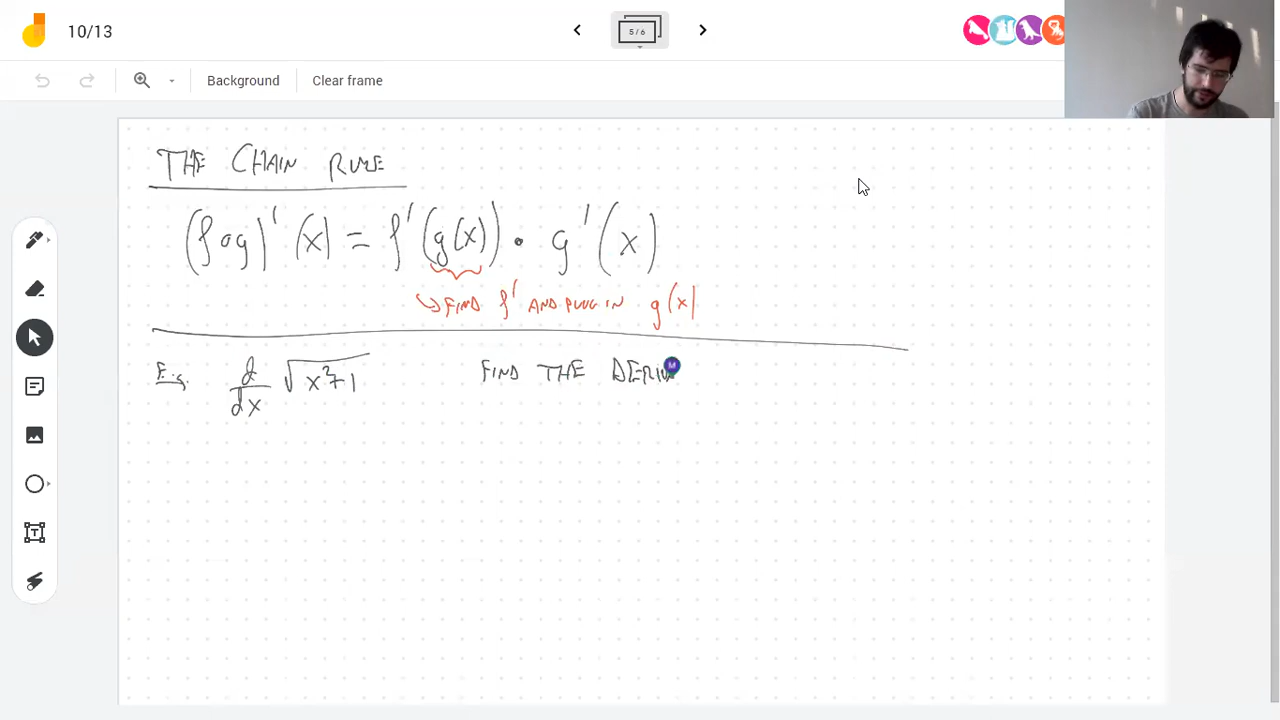 10/13
5 / 6
Background
Clear frame
THE CHAIN RULE
(f∘g)'(x) = f'(g(x)) · g'(x)
↳ FIND f' AND PLUG IN g(x)
E.g. d/dx √(x²+1) FIND THE DERIV
M